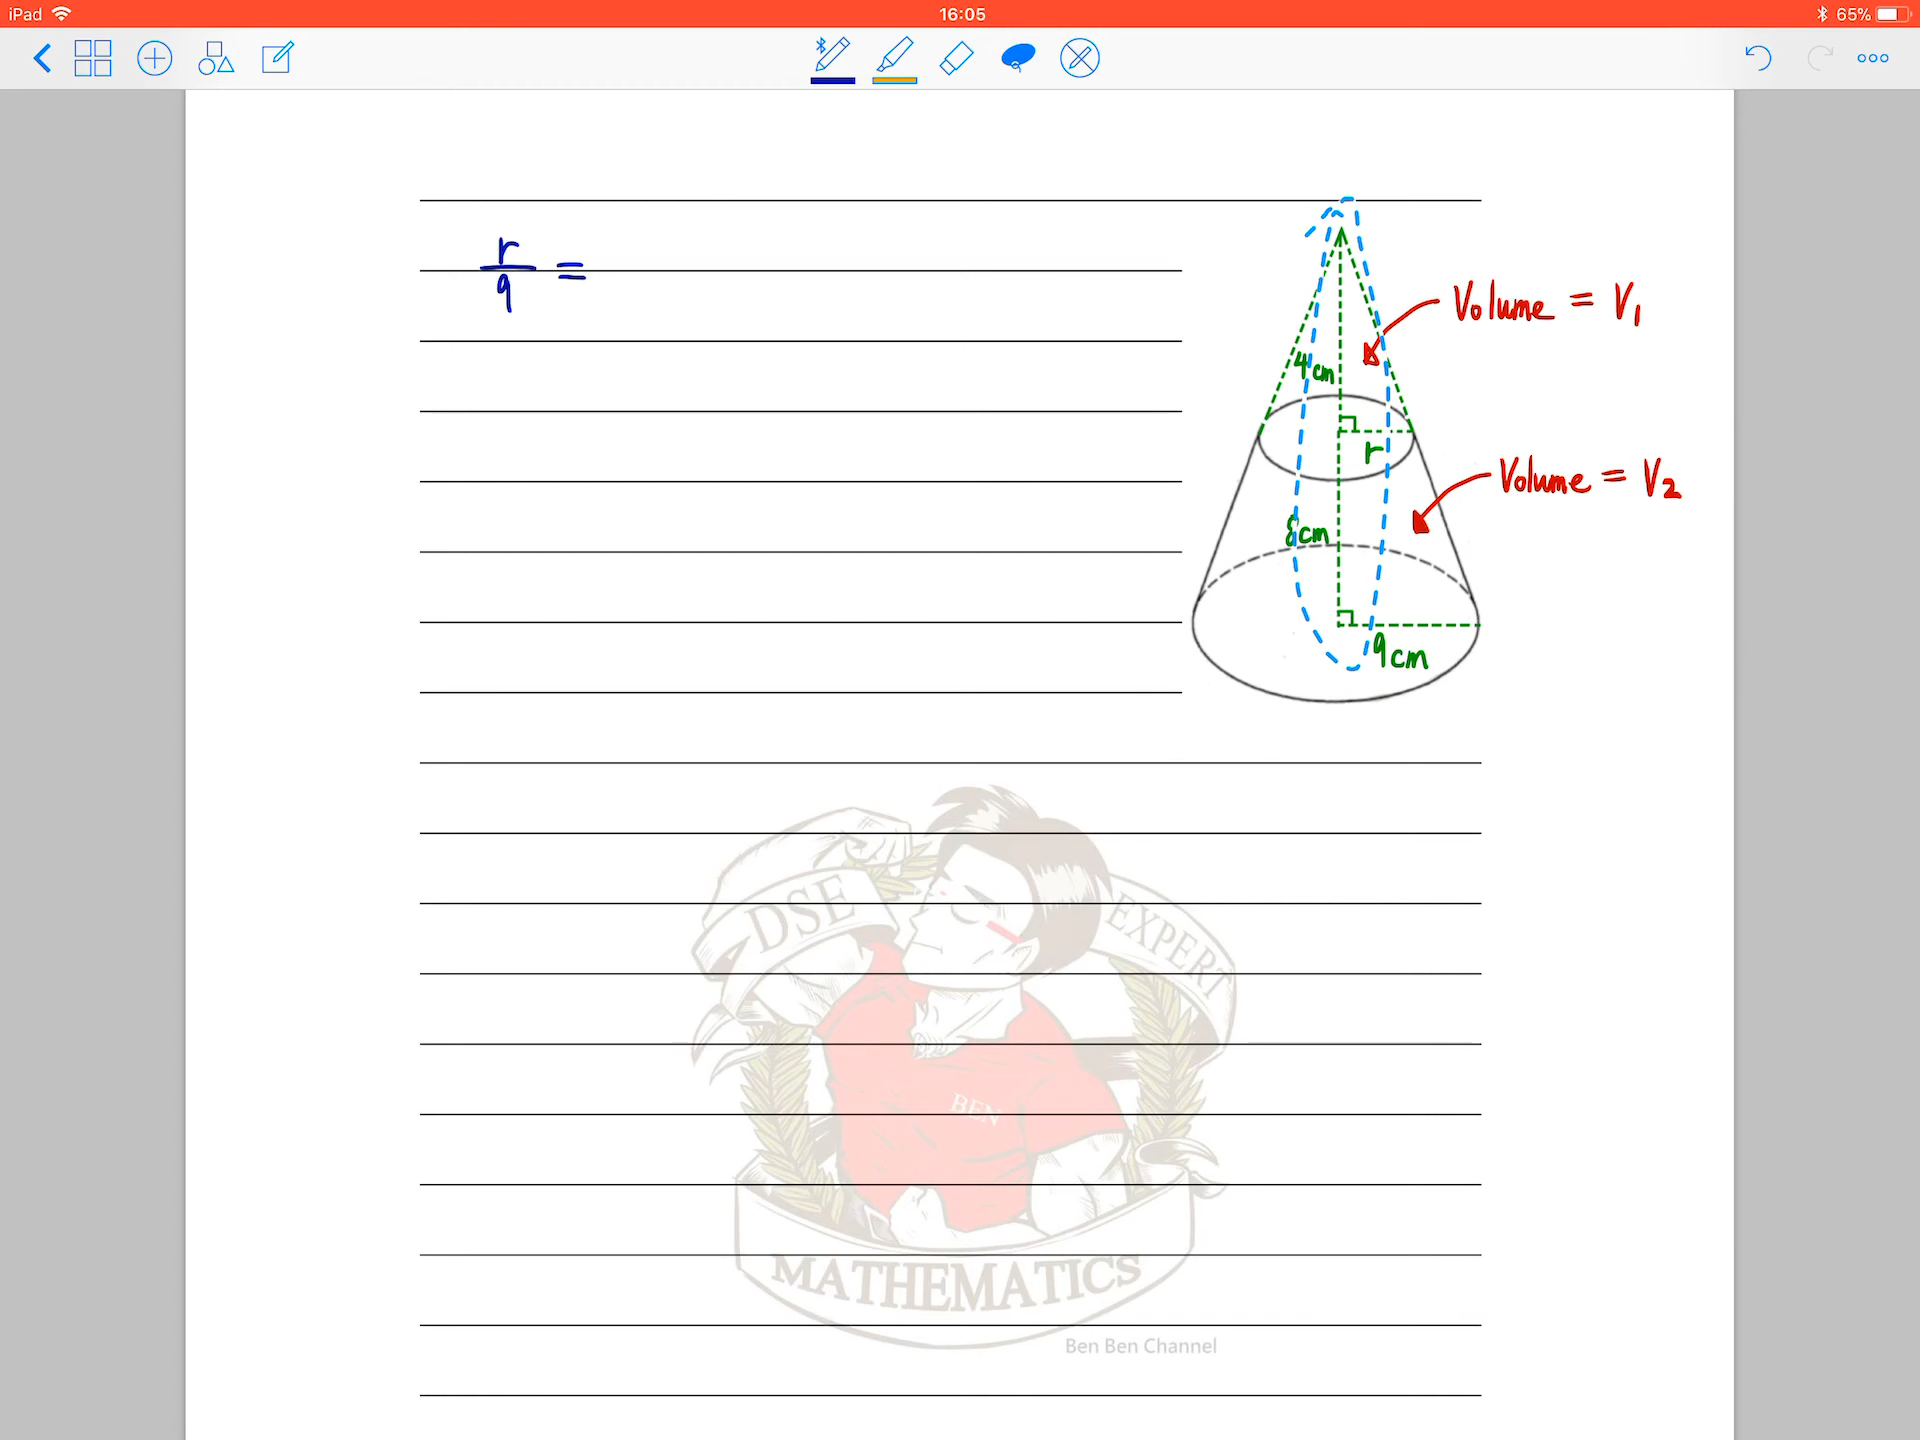 iPad 16:05 65%
r/9 =
Volume = V₁
4cm
r
Volume = V₂
8cm
9cm
DSE EXPERT
BEN
MATHEMATICS
Ben Ben Channel